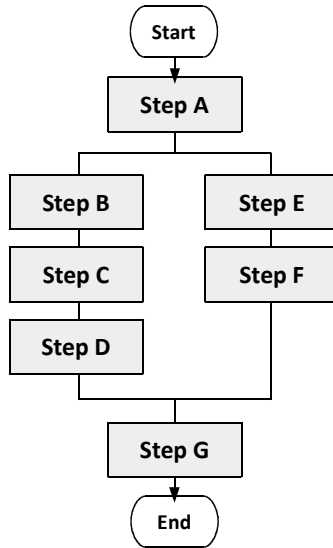 Start
Step A
Step B
Step C
Step D
Step E
Step F
Step G
End